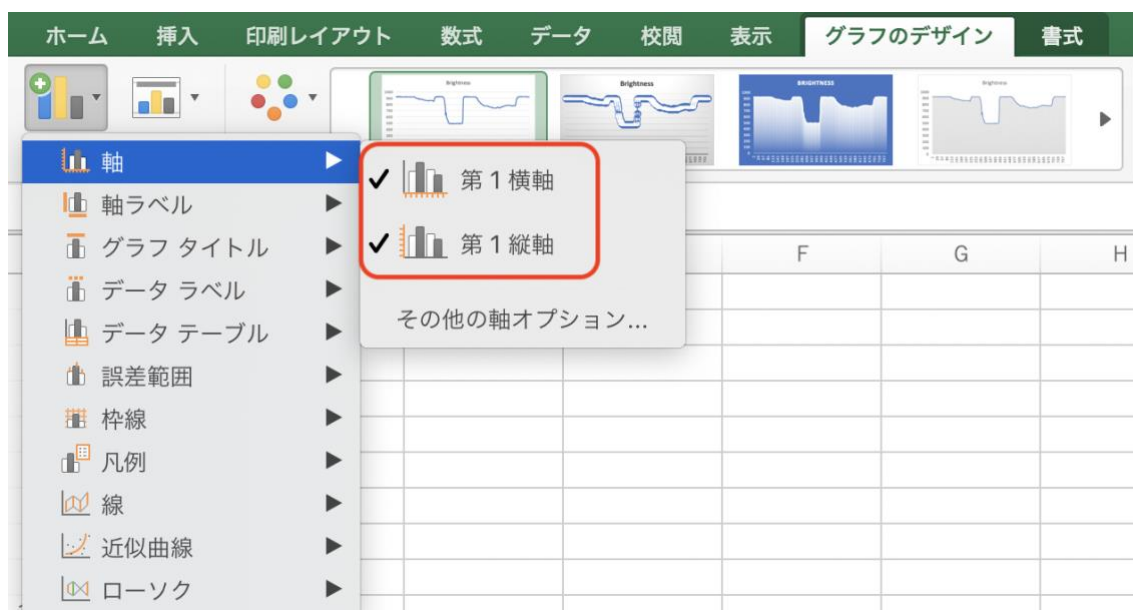 ホーム 挿入 印刷レイアウト 数式 データ 校閲 表示 グラフのデザイン 書式
Brightness Brightness BRIGHTNESS Brightness
軸
第 1 横軸
軸ラベル
第 1 縦軸
グラフ タイトル
F G H
データ ラベル
その他の軸オプション...
データ テーブル
誤差範囲
枠線
凡例
線
近似曲線
ローソク